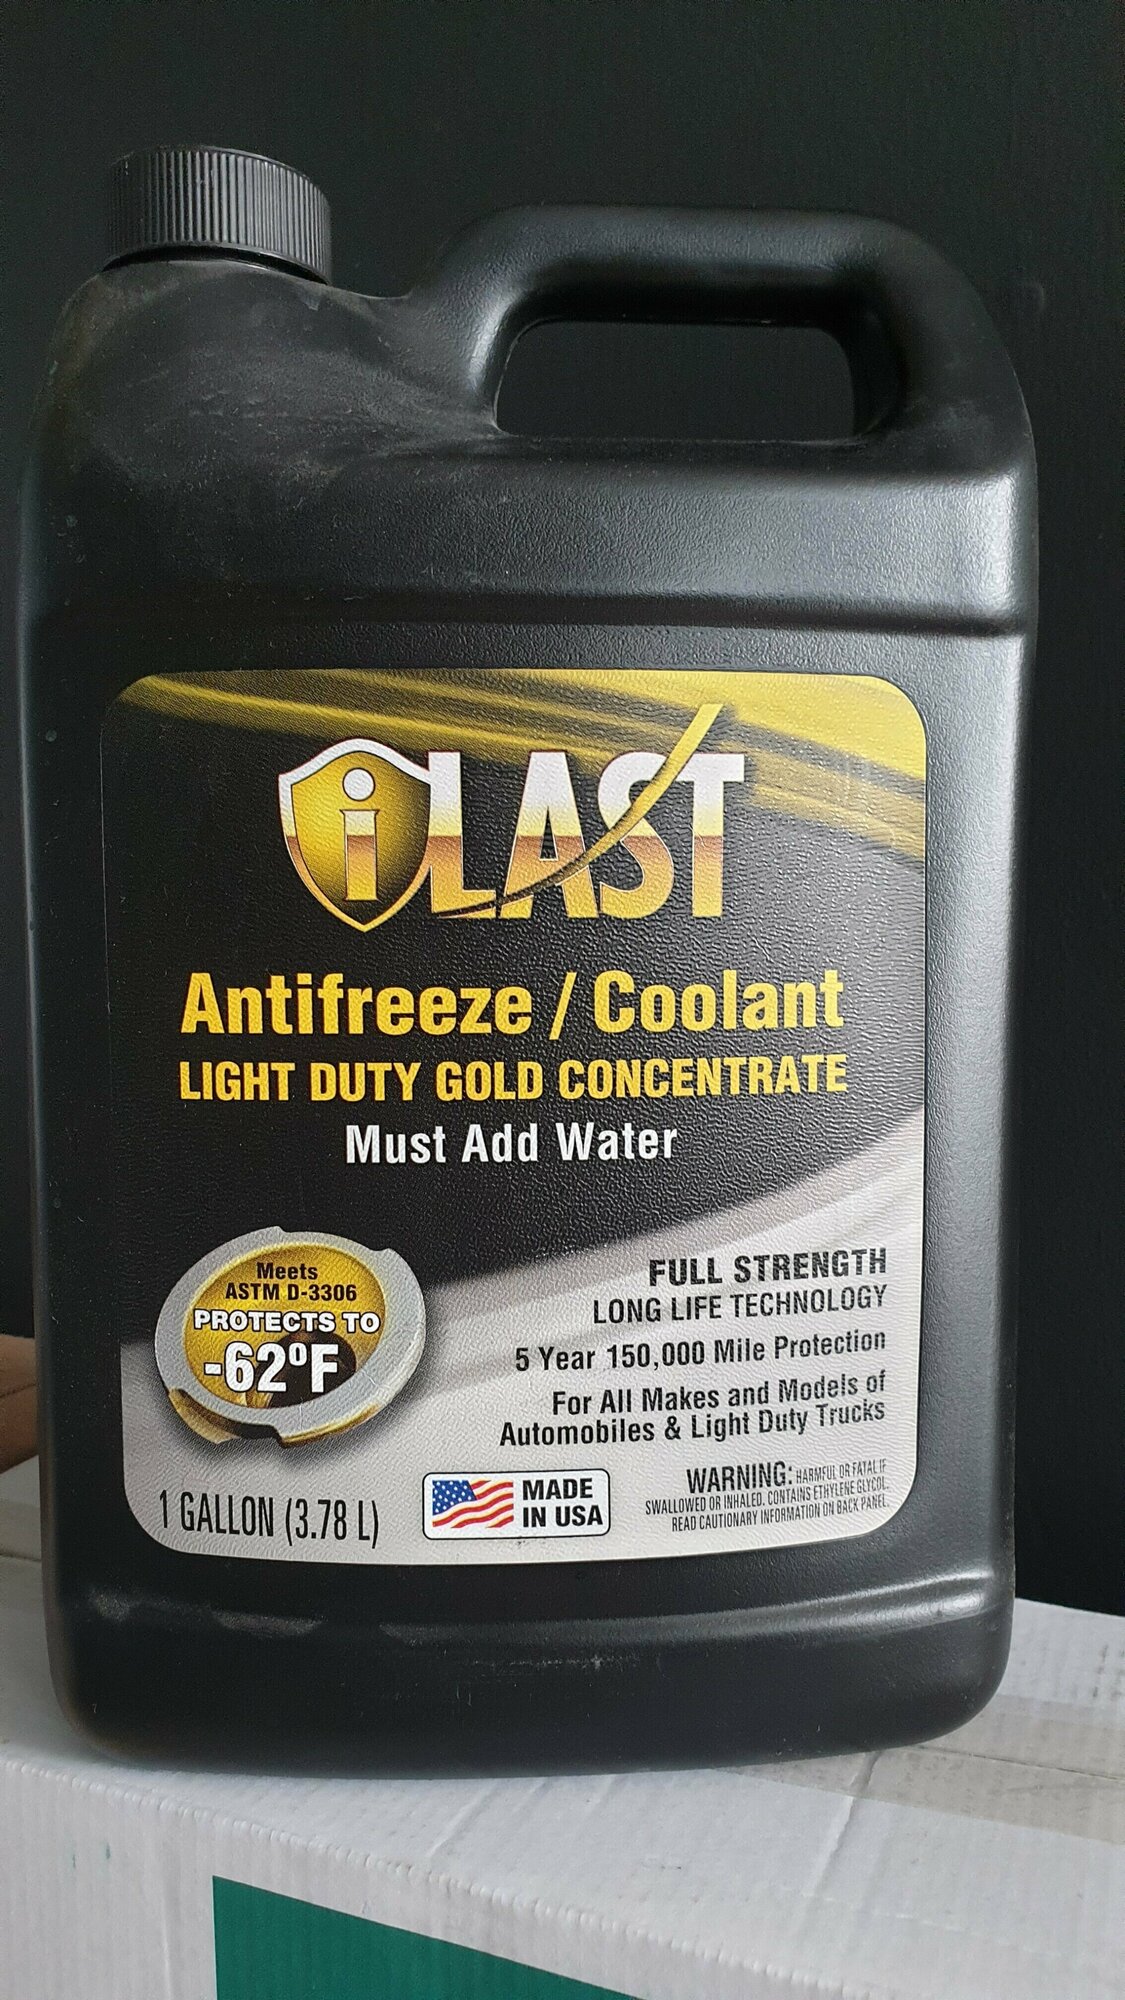 iLAST
Antifreeze / Coolant
LIGHT DUTY GOLD CONCENTRATE
Must Add Water
Meets
ASTM D-3306
PROTECTS TO
-62ºF
FULL STRENGTH
LONG LIFE TECHNOLOGY
5 Year 150,000 Mile Protection
For All Makes and Models of
Automobiles & Light Duty Trucks
1 GALLON (3.78 L)
MADE
IN USA
WARNING: HARMFUL OR FATAL IF
SWALLOWED OR INHALED. CONTAINS ETHYLENE GLYCOL.
READ CAUTIONARY INFORMATION ON BACK PANEL.